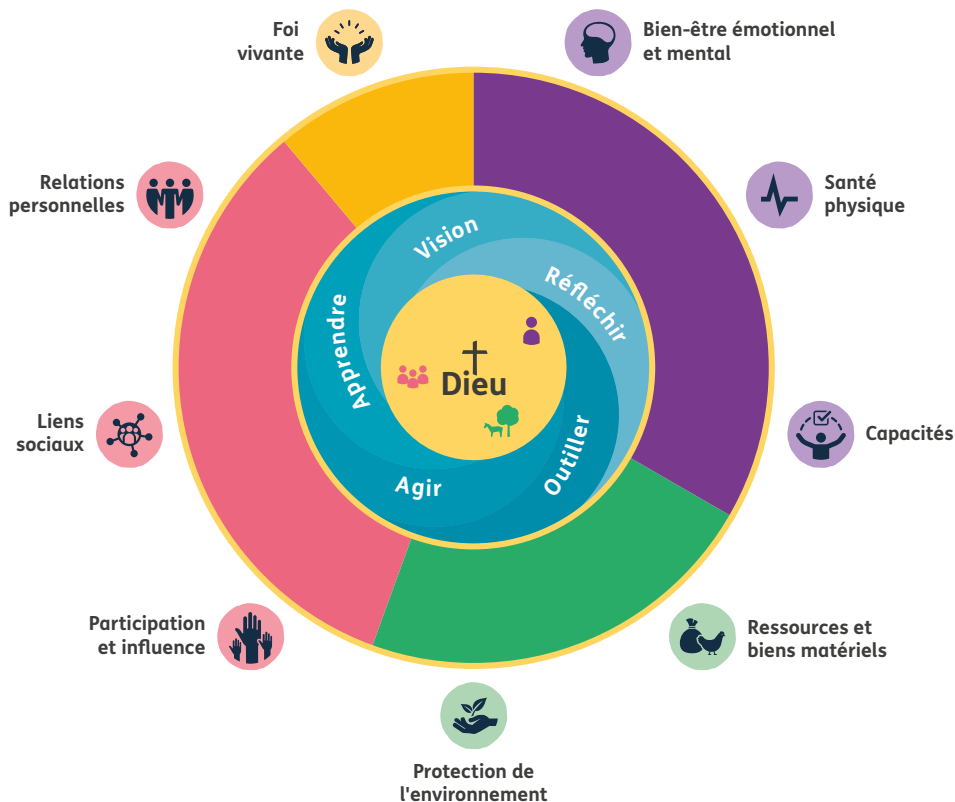 Foi
vivante
Bien-être émotionnel
et mental
Relations
personnelles
Santé
physique
Vision
Réfléchir
Apprendre
Dieu
Outiller
Agir
Liens
sociaux
Capacités
Participation
et influence
Ressources et
biens matériels
Protection de
l'environnement